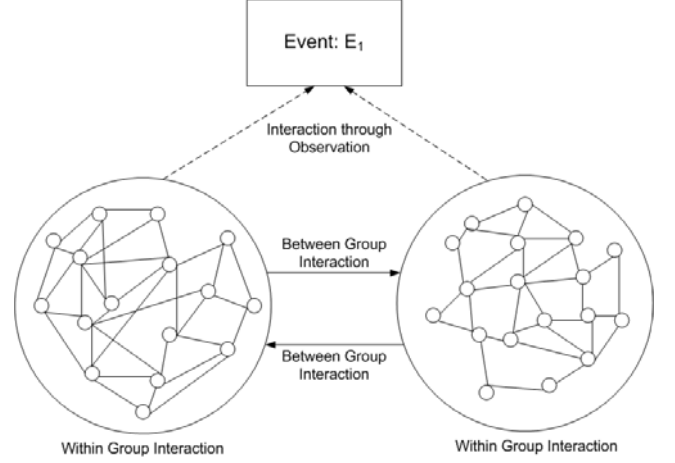 Event: E₁
Interaction through
Observation
Between Group
Interaction
Between Group
Interaction
Within Group Interaction
Within Group Interaction